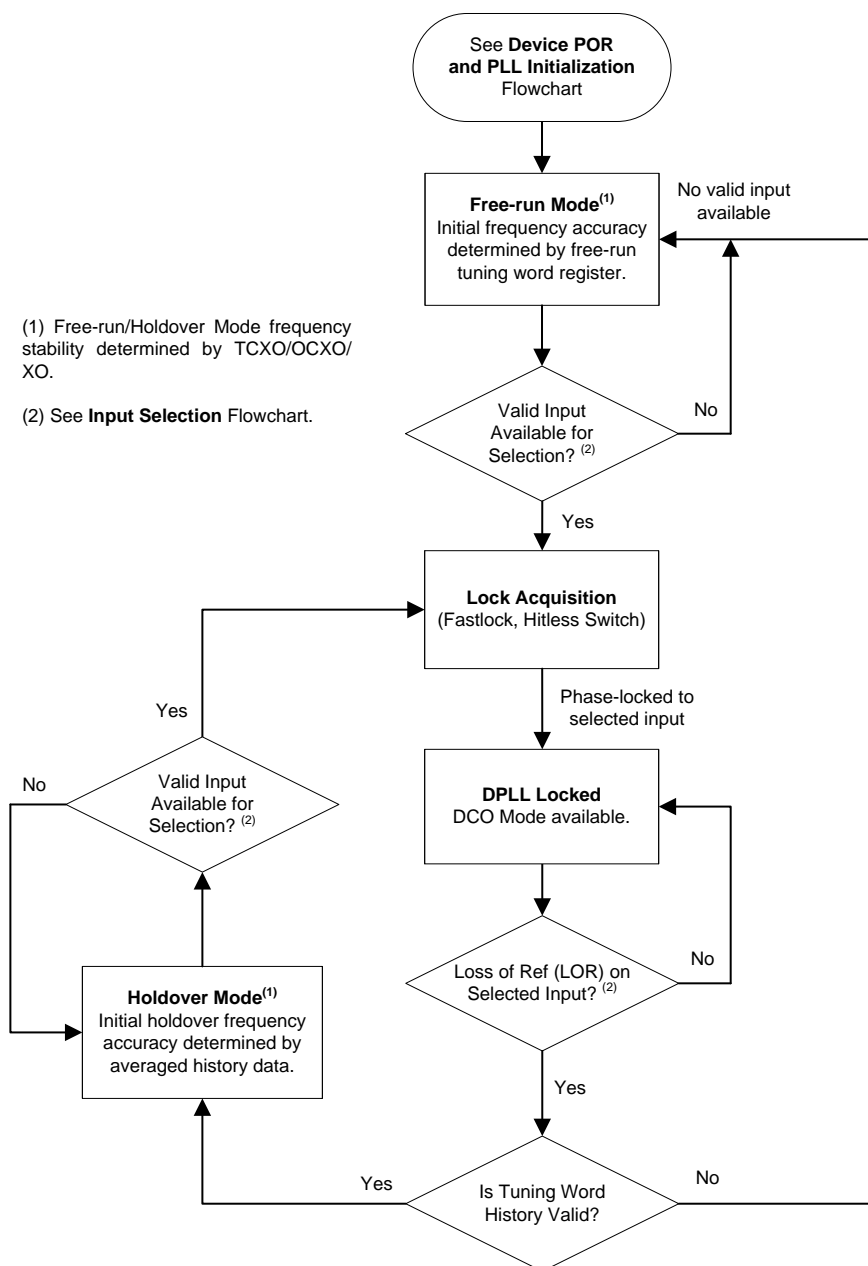 See Device POR
and PLL Initialization
Flowchart
No valid input
available
Free-run Mode(1)
Initial frequency accuracy
determined by free-run
tuning word register.
(1) Free-run/Holdover Mode frequency
stability determined by TCXO/OCXO/
XO.
(2) See Input Selection Flowchart.
Valid Input
Available for
Selection? (2)
No
Yes
Lock Acquisition
(Fastlock, Hitless Switch)
Phase-locked to
selected input
Yes
No
Valid Input
Available for
Selection? (2)
DPLL Locked
DCO Mode available.
Loss of Ref (LOR) on
Selected Input? (2)
No
Holdover Mode(1)
Initial holdover frequency
accuracy determined by
averaged history data.
Yes
Yes
Is Tuning Word
History Valid?
No